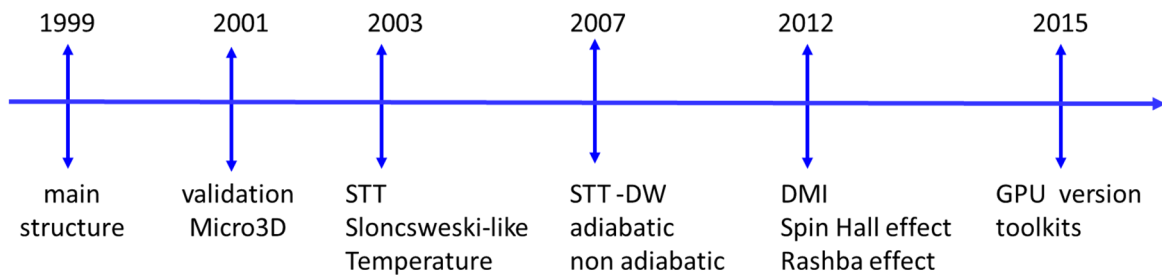 1999 2001 2003 2007 2012 2015
main structure
validation Micro3D
STT
Sloncsweski-like
Temperature
STT -DW
adiabatic
non adiabatic
DMI
Spin Hall effect
Rashba effect
GPU version
toolkits